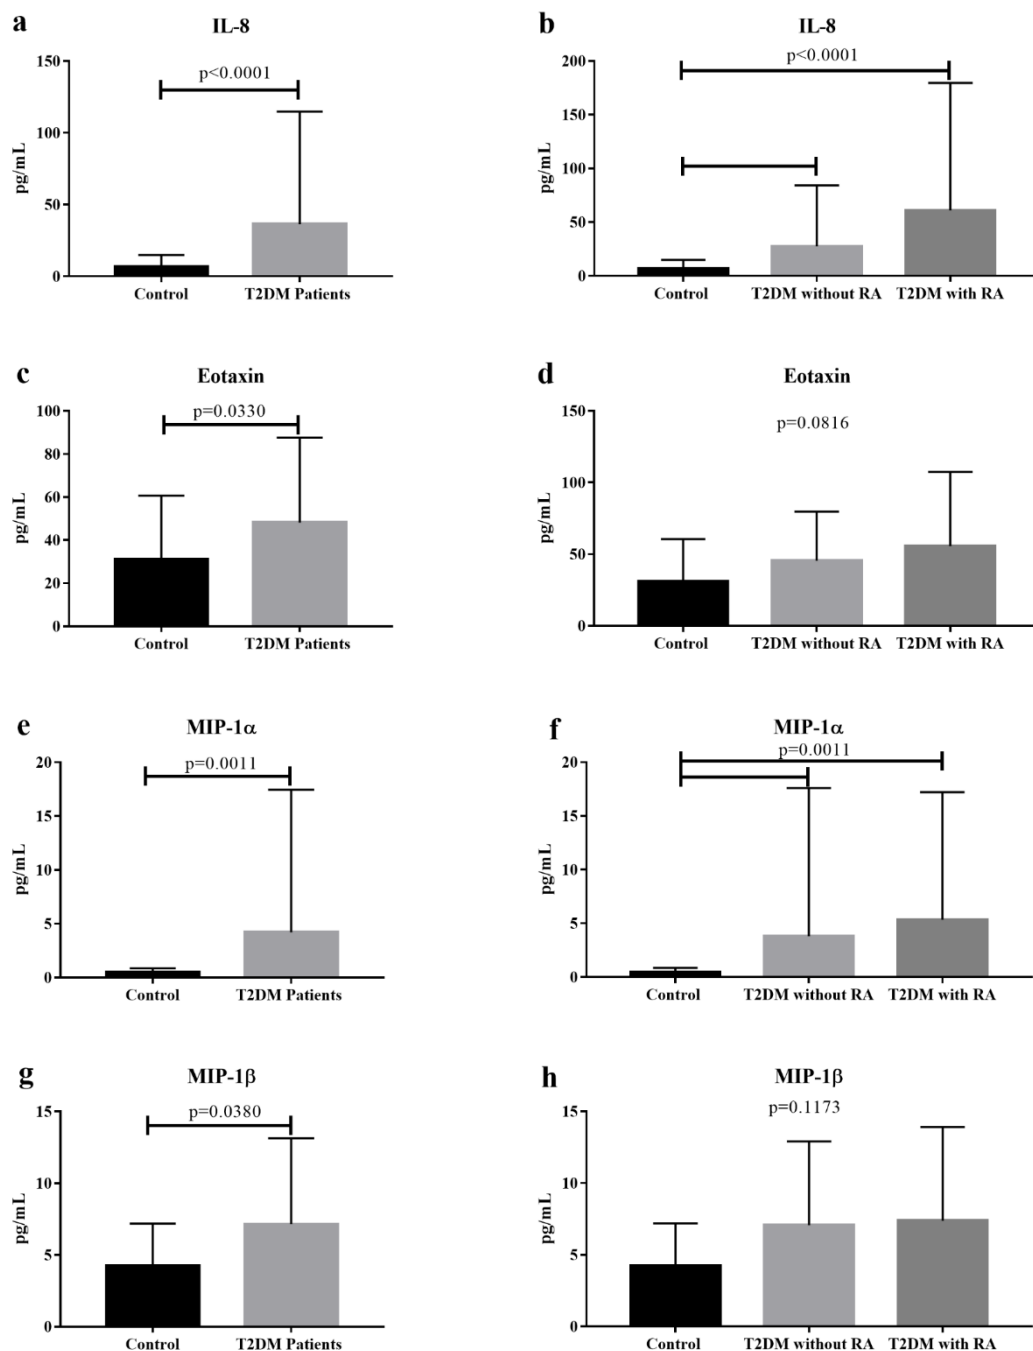 a
IL-8
p<0.0001
150
100
50
0
pg/mL
Control T2DM Patients
b
IL-8
p<0.0001
200
150
100
50
0
pg/mL
Control T2DM without RA T2DM with RA
c
Eotaxin
p=0.0330
100
80
60
40
20
0
pg/mL
Control T2DM Patients
d
Eotaxin
p=0.0816
150
100
50
0
pg/mL
Control T2DM without RA T2DM with RA
e
MIP-1α
p=0.0011
20
15
10
5
0
pg/mL
Control T2DM Patients
f
MIP-1α
p=0.0011
20
15
10
5
0
pg/mL
Control T2DM without RA T2DM with RA
g
MIP-1β
p=0.0380
15
10
5
0
pg/mL
Control T2DM Patients
h
MIP-1β
p=0.1173
15
10
5
0
pg/mL
Control T2DM without RA T2DM with RA